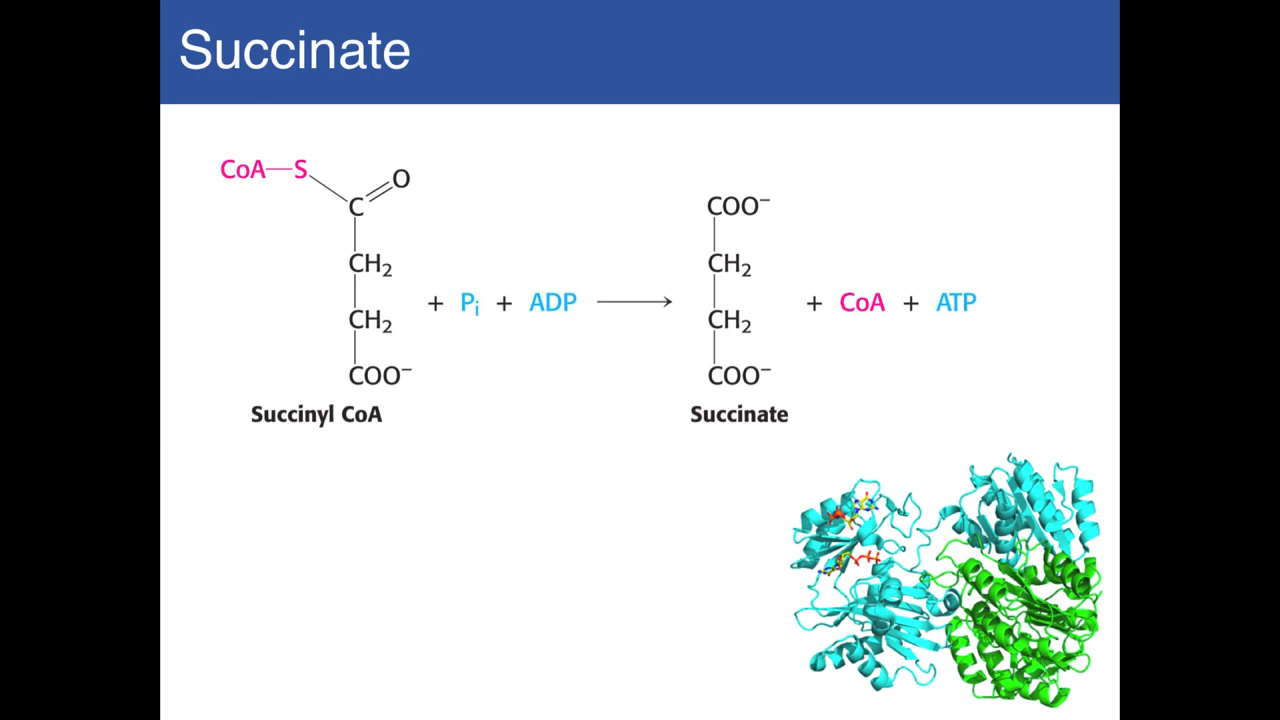 Succinate
CoA—S
O
C
CH₂
CH₂
COO⁻
Succinyl CoA
+ Pᵢ + ADP ⟶
COO⁻
CH₂
CH₂
COO⁻
Succinate
+ CoA + ATP